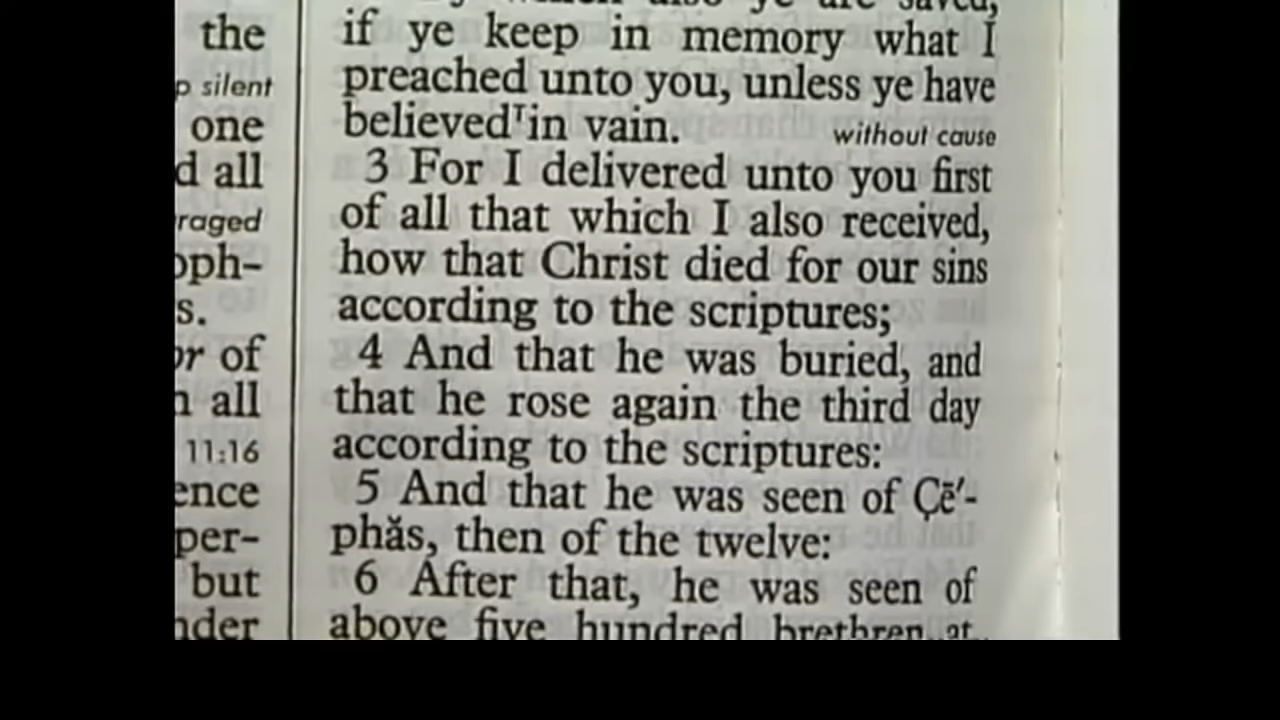 the
p silent
one
d all
raged
oph-
s.
or of
n all
11:16
ence
per-
but
nder
also ye are saved,
if ye keep in memory what I
preached unto you, unless ye have
believed⸆in vain. without cause
3 For I delivered unto you first
of all that which I also received,
how that Christ died for our sins
according to the scriptures;
4 And that he was buried, and
that he rose again the third day
according to the scriptures:
5 And that he was seen of Çē′-
phăs, then of the twelve:
6 After that, he was seen of
above five hundred brethren at